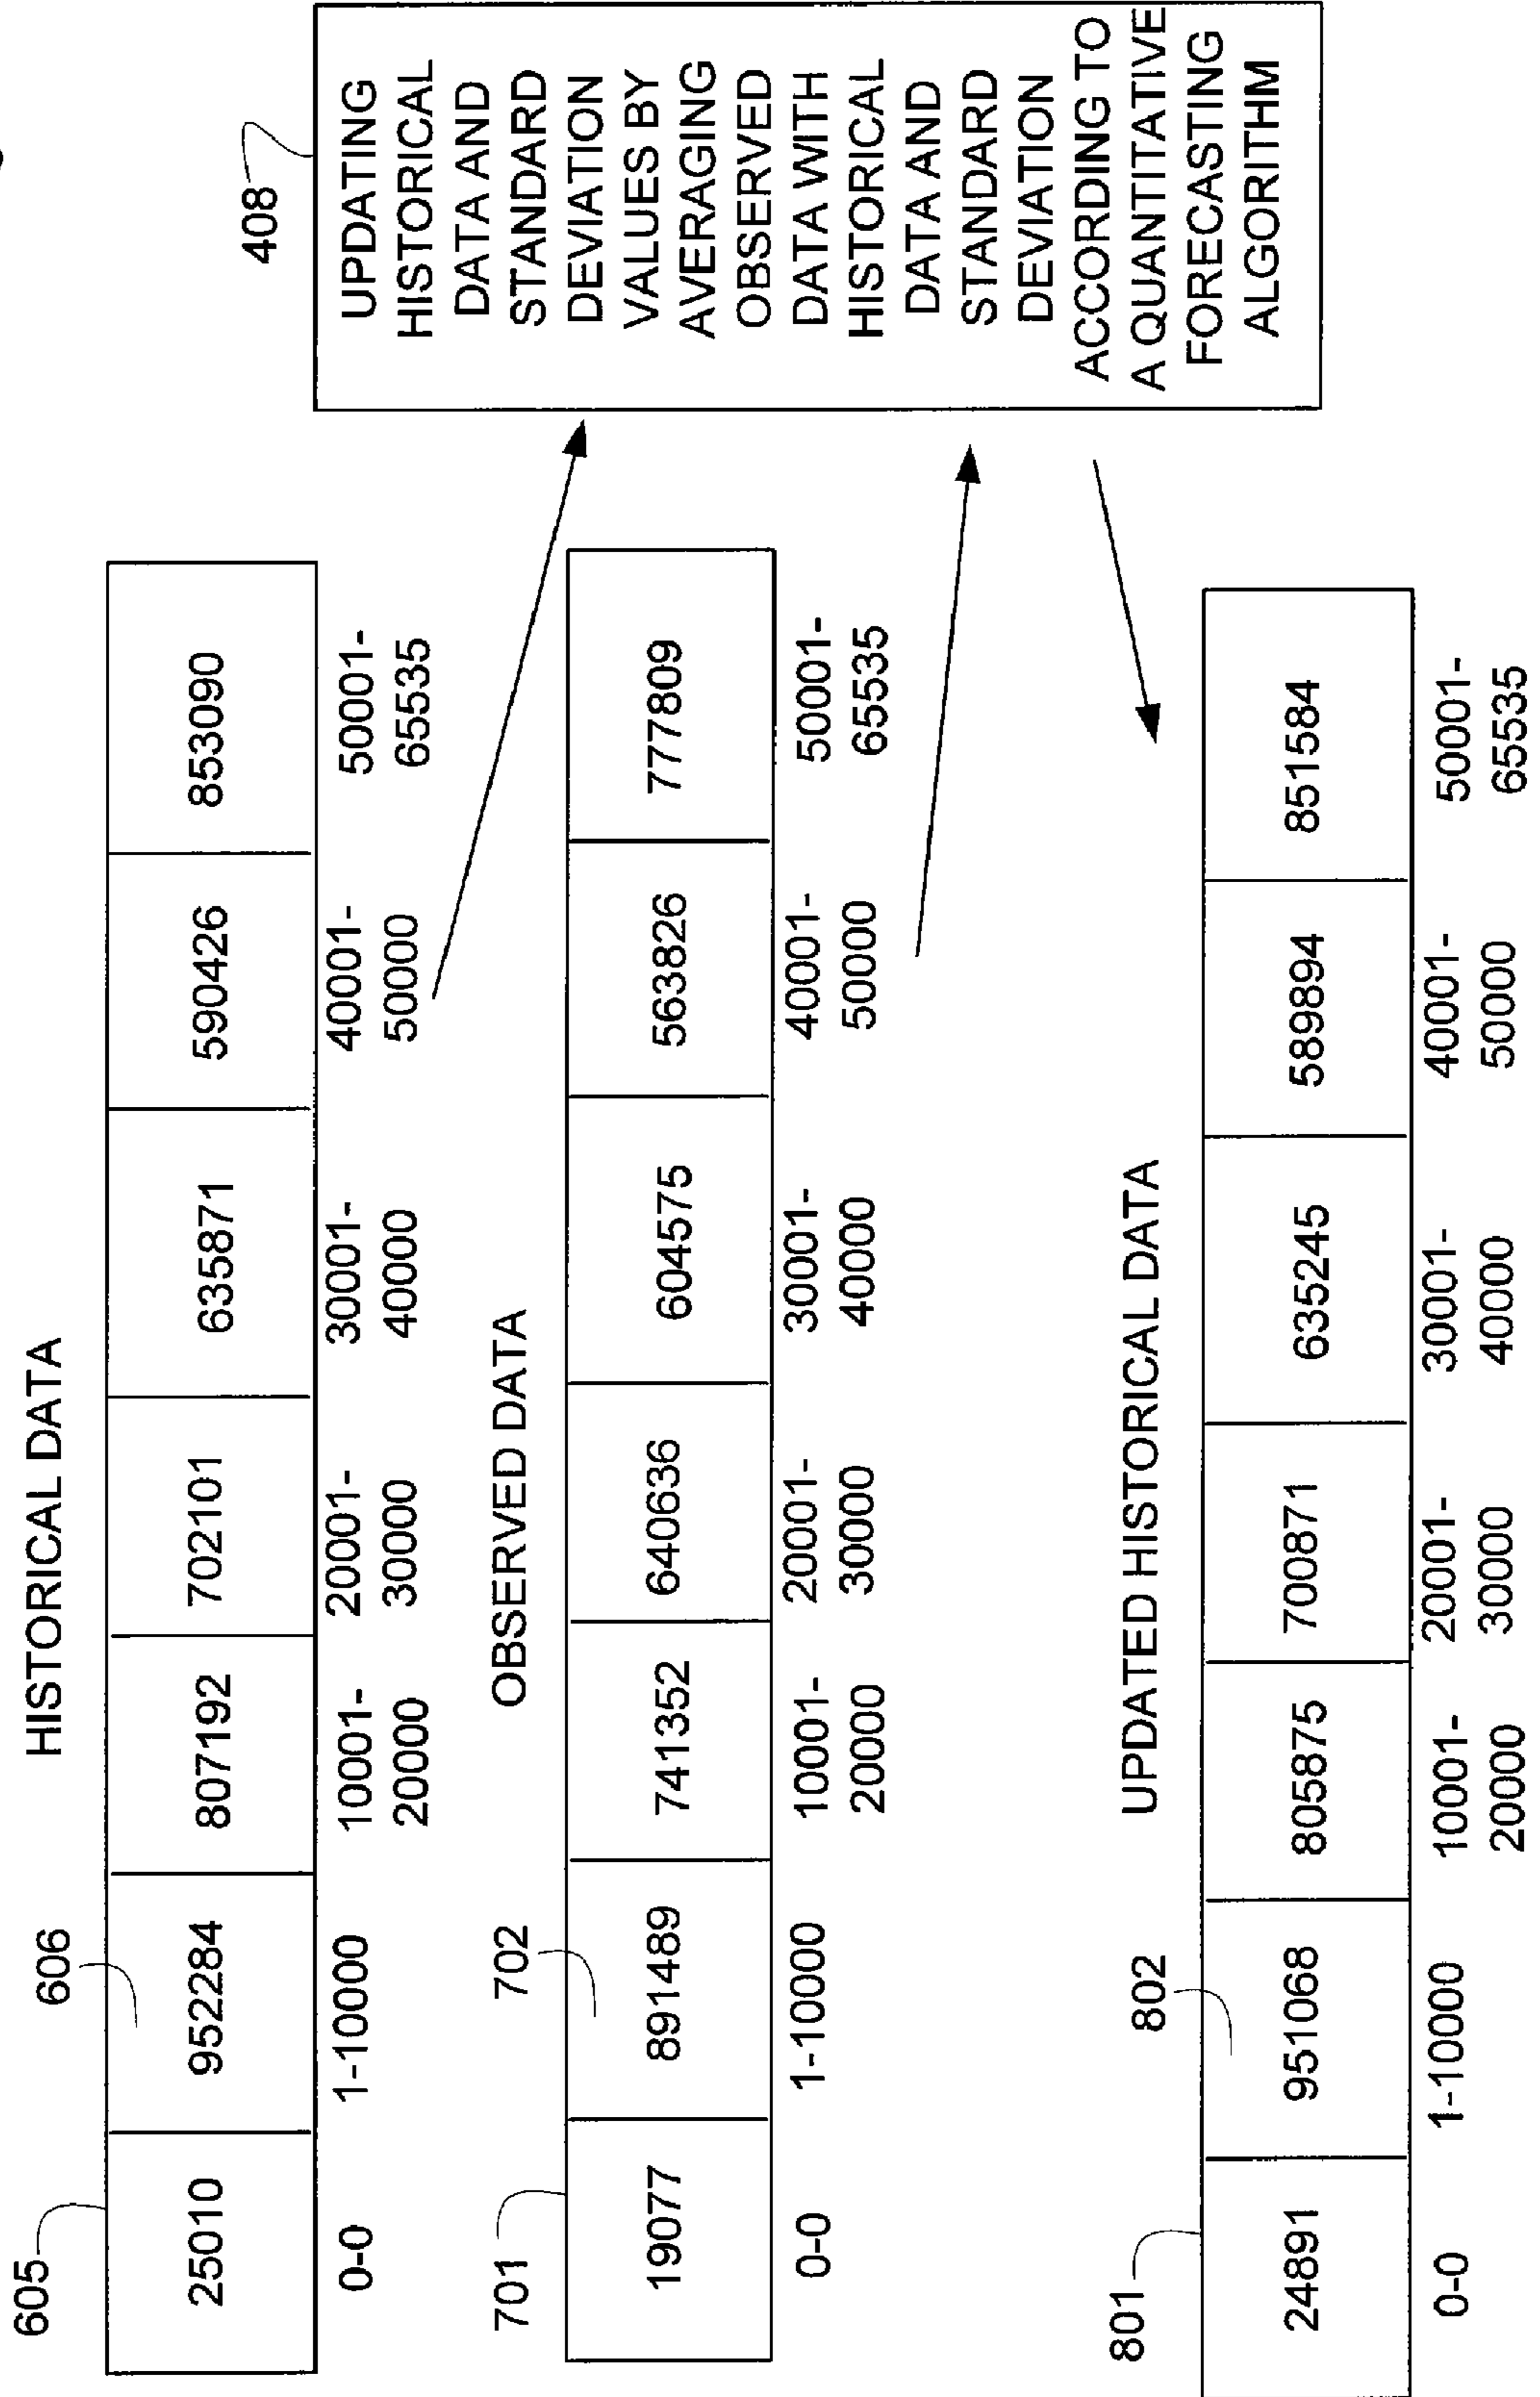 HISTORICAL DATA
605
606
25010 952284 807192 702101 635871 590426 853090
0-0 1-10000 10001- 20001- 30001- 40001- 50001-
20000 30000 40000 50000 65535
OBSERVED DATA
701
702
19077 891489 741352 640636 604575 563826 777809
0-0 1-10000 10001- 20001- 30001- 40001- 50001-
20000 30000 40000 50000 65535
UPDATED HISTORICAL DATA
801
802
24891 951068 805875 700871 635245 589894 851584
0-0 1-10000 10001- 20001- 30001- 40001- 50001-
20000 30000 40000 50000 65535
408
UPDATING
HISTORICAL
DATA AND
STANDARD
DEVIATION
VALUES BY
AVERAGING
OBSERVED
DATA WITH
HISTORICAL
DATA AND
STANDARD
DEVIATION
ACCORDING TO
A QUANTITATIVE
FORECASTING
ALGORITHM